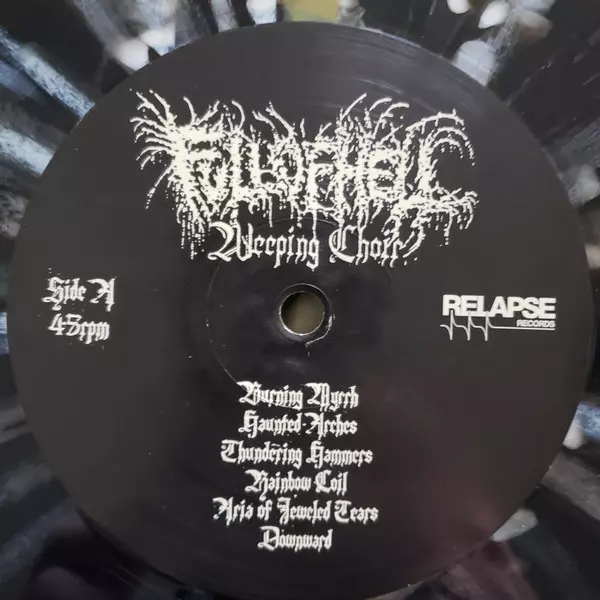 FULL OF HELL
Weeping Choir
Side A
45rpm
RELAPSE
RECORDS
Burning Myrrh
Haunted Arches
Thundering Hammers
Rainbow Coil
Aria of Jeweled Tears
Downward